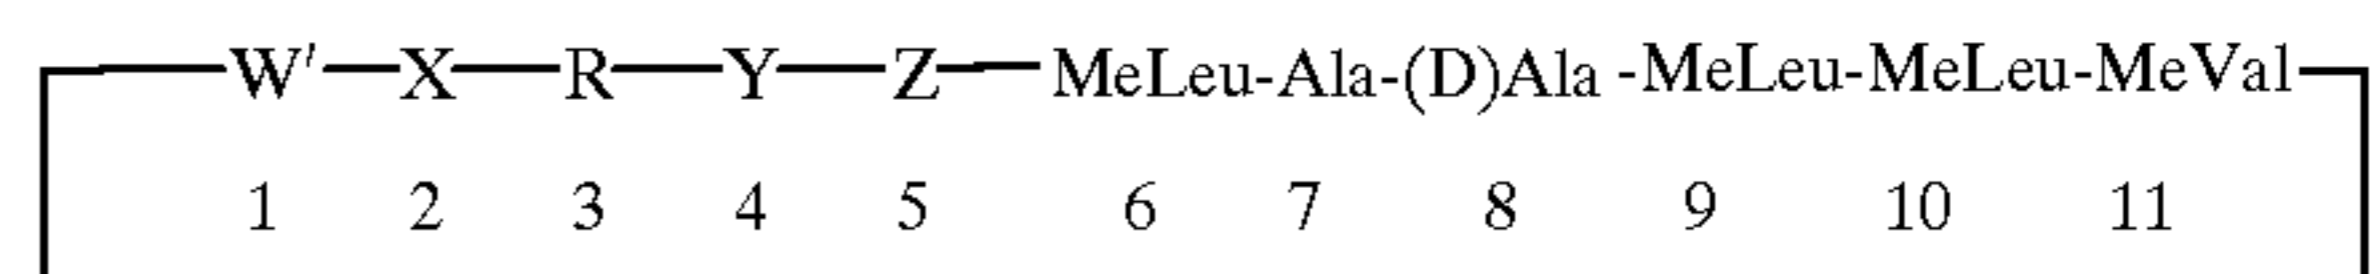 W'—X—R—Y—Z—MeLeu-Ala-(D)Ala -MeLeu-MeLeu-MeVal
1 2 3 4 5 6 7 8 9 10 11